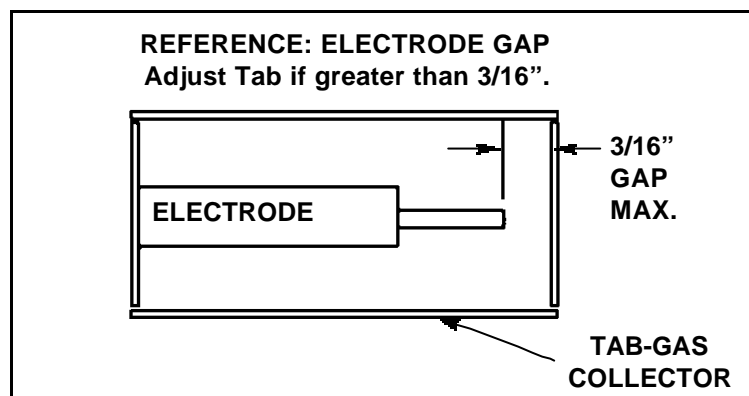 REFERENCE: ELECTRODE GAP
Adjust Tab if greater than 3/16”.
3/16”
GAP
MAX.
ELECTRODE
TAB-GAS
COLLECTOR